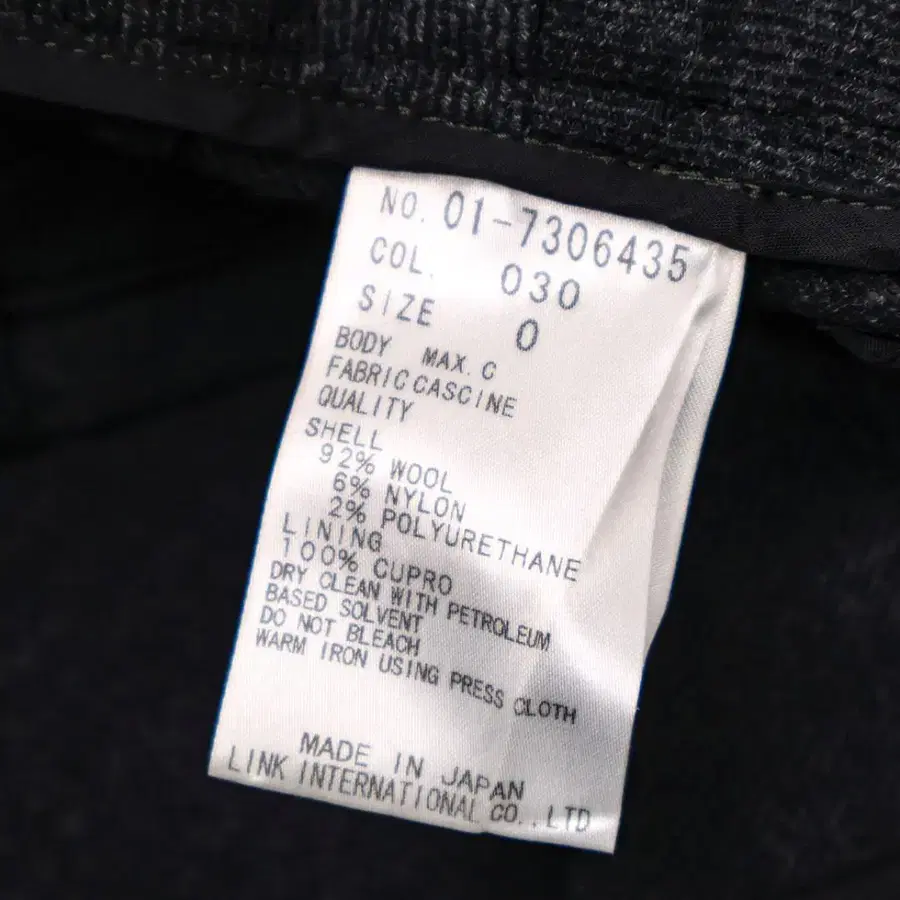 NO. 01-7306435
COL. 030
SIZE 0
BODY MAX.C
FABRIC CASCINE
QUALITY
SHELL
92% WOOL
6% NYLON
2% POLYURETHANE
LINING
100% CUPRO
DRY CLEAN WITH PETROLEUM
BASED SOLVENT
DO NOT BLEACH
WARM IRON USING PRESS CLOTH
MADE IN JAPAN
LINK INTERNATIONAL CO.,LTD